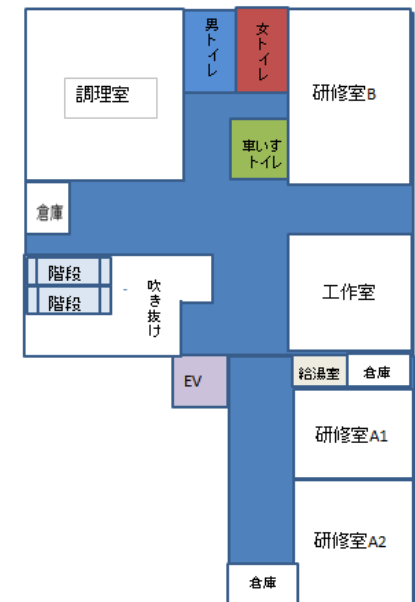 男トイレ
女トイレ
調理室
研修室B
車いす
トイレ
倉庫
階段
吹き抜け
工作室
階段
給湯室
倉庫
EV
研修室A1
研修室A2
倉庫